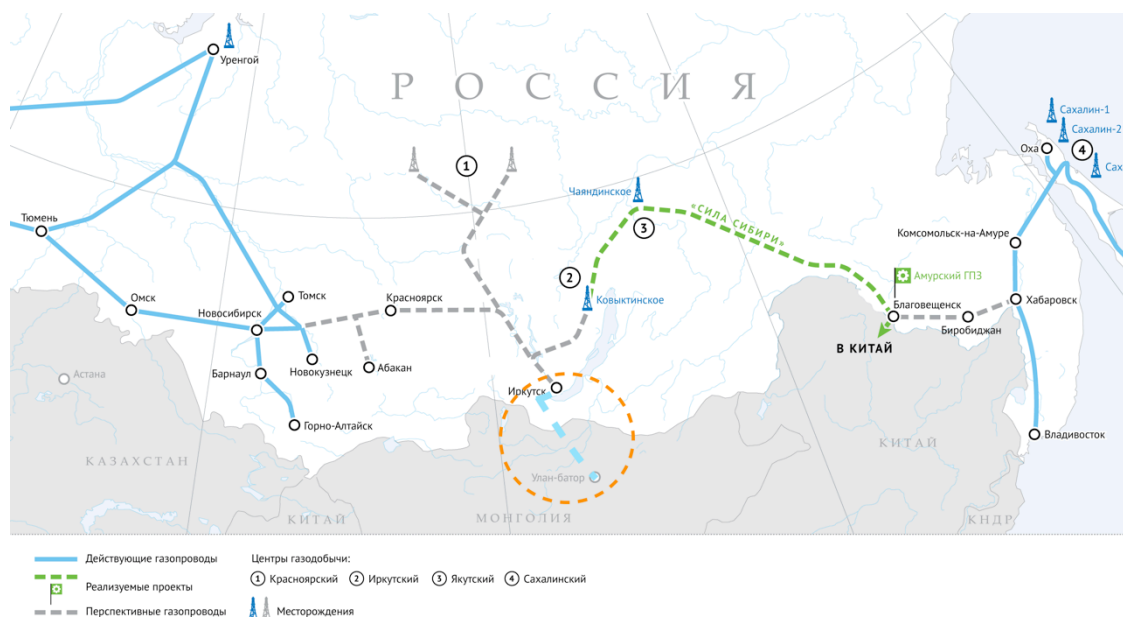 Уренгой
РОССИЯ
Сахалин-1
Сахалин-2
Оха
4
Сах
1
Чаяндинское
«СИЛА СИБИРИ»
3
Тюмень
Комсомольск-на-Амуре
2
Амурский ГПЗ
Омск
Томск
Красноярск
Ковыктинское
Новосибирск
Благовещенск
Хабаровск
Биробиджан
В КИТАЙ
Астана
Барнаул
Новокузнецк
Абакан
Иркутск
Горно-Алтайск
Владивосток
КАЗАХСТАН
КИТАЙ
Улан-батор
КИТАЙ
МОНГОЛИЯ
КНДР
Действующие газопроводы
Центры газодобычи:
Реализуемые проекты
1 Красноярский 2 Иркутский 3 Якутский 4 Сахалинский
Перспективные газопроводы
Месторождения